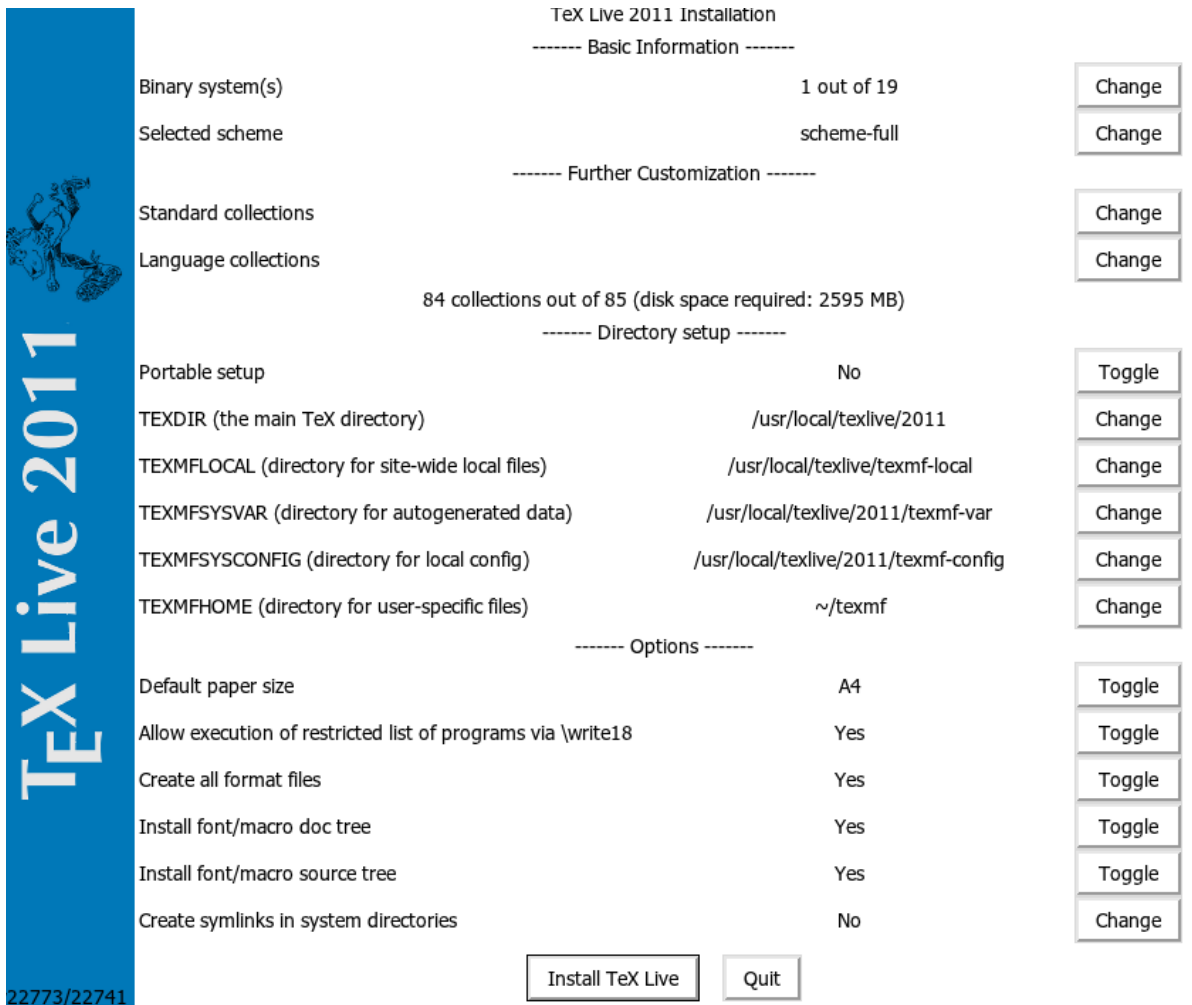 TeX Live 2011 Installation
------- Basic Information -------
Binary system(s) 1 out of 19 Change
Selected scheme scheme-full Change
------- Further Customization -------
Standard collections Change
Language collections Change
84 collections out of 85 (disk space required: 2595 MB)
------- Directory setup -------
Portable setup No Toggle
TEXDIR (the main TeX directory) /usr/local/texlive/2011 Change
TEXMFLOCAL (directory for site-wide local files) /usr/local/texlive/texmf-local Change
TEXMFSYSVAR (directory for autogenerated data) /usr/local/texlive/2011/texmf-var Change
TEXMFSYSCONFIG (directory for local config) /usr/local/texlive/2011/texmf-config Change
TEXMFHOME (directory for user-specific files) ~/texmf Change
------- Options -------
Default paper size A4 Toggle
Allow execution of restricted list of programs via \write18 Yes Toggle
Create all format files Yes Toggle
Install font/macro doc tree Yes Toggle
Install font/macro source tree Yes Toggle
Create symlinks in system directories No Change
Install TeX Live Quit
TEX Live 2011
22773/22741